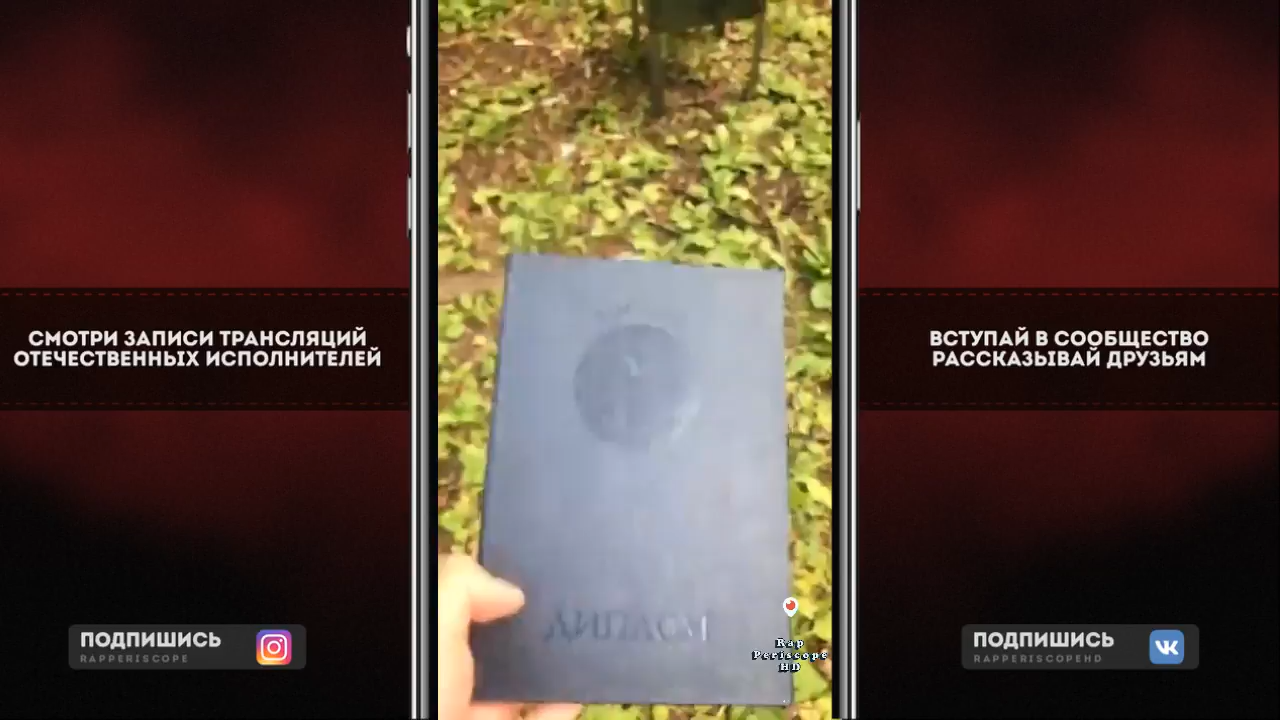 СМОТРИ ЗАПИСИ ТРАНСЛЯЦИЙ
ОТЕЧЕСТВЕННЫХ ИСПОЛНИТЕЛЕЙ
ПОДПИШИСЬ
RAPPERISCOPE
ДИПЛОМ
Rap
Periscope
HD
ВСТУПАЙ В СООБЩЕСТВО
РАССКАЗЫВАЙ ДРУЗЬЯМ
ПОДПИШИСЬ
RAPPERISCOPEHD